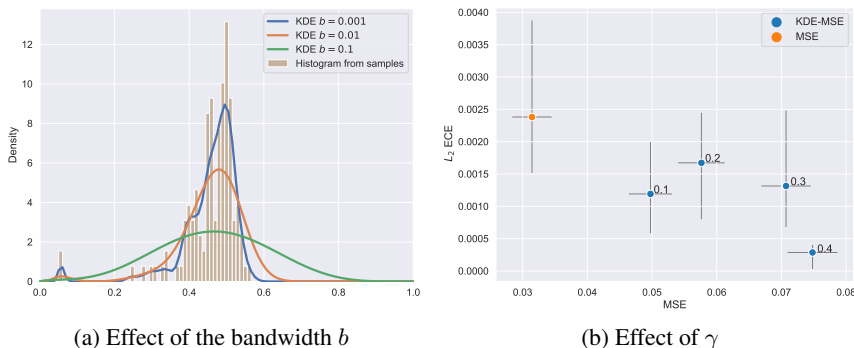 KDE b = 0.001
KDE b = 0.01
KDE b = 0.1
Histogram from samples
Density
12
10
8
6
4
2
0
0.0 0.2 0.4 0.6 0.8 1.0
(a) Effect of the bandwidth b
KDE-MSE
MSE
L2 ECE
0.0040
0.0035
0.0030
0.0025
0.0020
0.0015
0.0010
0.0005
0.0000
0.1
0.2
0.3
0.4
0.03 0.04 0.05 0.06 0.07 0.08
MSE
(b) Effect of γ